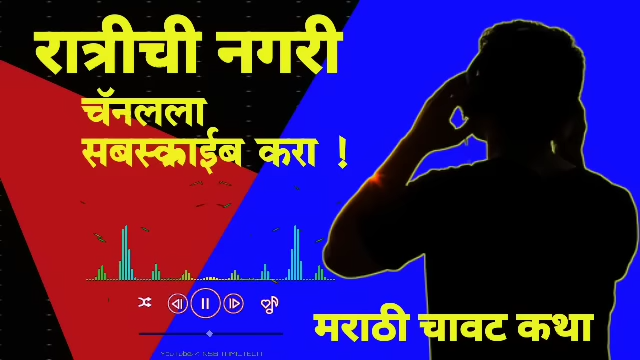 रात्रीची नगरी
चॅनलला
सबस्क्राईब करा !
मराठी चावट कथा